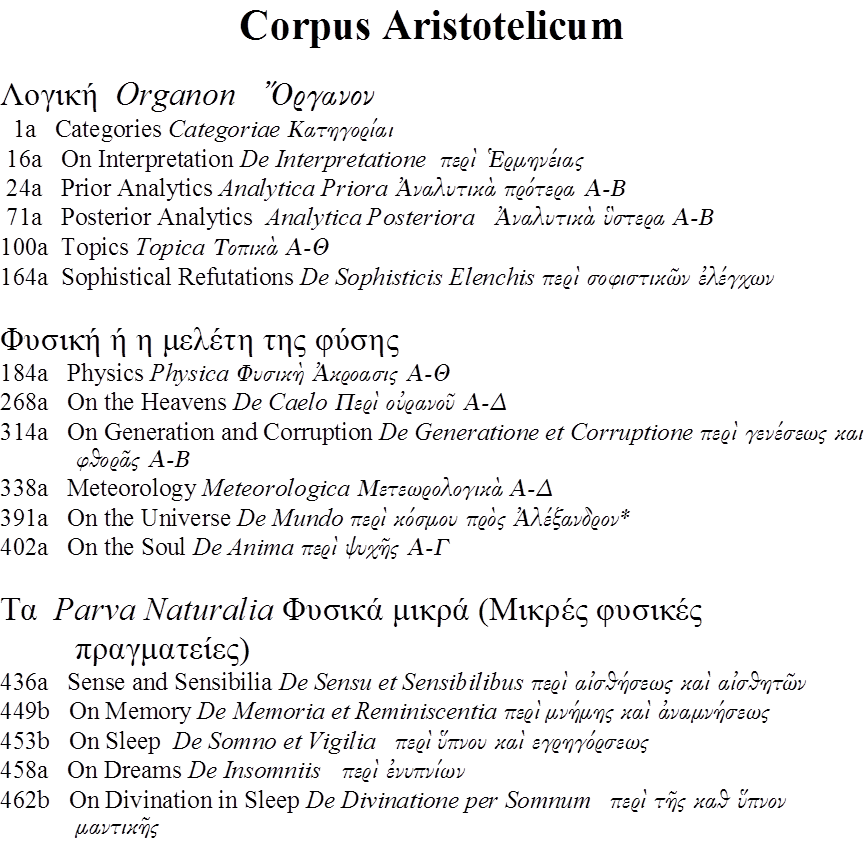 Corpus Aristotelicum
Λογική Organon Ὄργανον
1a Categories Categoriae Κατηγορίαι
16a On Interpretation De Interpretatione περὶ Ἑρμηνέιας
24a Prior Analytics Analytica Priora Ἀναλυτικὰ πρότερα Α-Β
71a Posterior Analytics Analytica Posteriora Ἀναλυτικὰ ὕστερα Α-Β
100a Topics Topica Τοπικὰ Α-Θ
164a Sophistical Refutations De Sophisticis Elenchis περὶ σοφιστικῶν ἐλέγχων
Φυσική ή η μελέτη της φύσης
184a Physics Physica Φυσικὴ Ἀκροασις Α-Θ
268a On the Heavens De Caelo Περὶ οὐρανοῦ Α-Δ
314a On Generation and Corruption De Generatione et Corruptione περὶ γενέσεως και
φθορᾶς Α-Β
338a Meteorology Meteorologica Μετεωρολογικὰ Α-Δ
391a On the Universe De Mundo περὶ κόσμου πρὸς Ἀλέξανδρον*
402a On the Soul De Anima περὶ ψυχῆς Α-Γ
Τα Parva Naturalia Φυσικά μικρά (Μικρές φυσικές
πραγματείες)
436a Sense and Sensibilia De Sensu et Sensibilibus περὶ αἰσθήσεως καὶ αἰσθητῶν
449b On Memory De Memoria et Reminiscentia περὶ μνήμης καὶ ἀναμνήσεως
453b On Sleep De Somno et Vigilia περὶ ὕπνου καὶ εγρηγόρσεως
458a On Dreams De Insomniis περὶ ἐνυπνίων
462b On Divination in Sleep De Divinatione per Somnum περὶ τῆς καθ ὕπνον
μαντικῆς